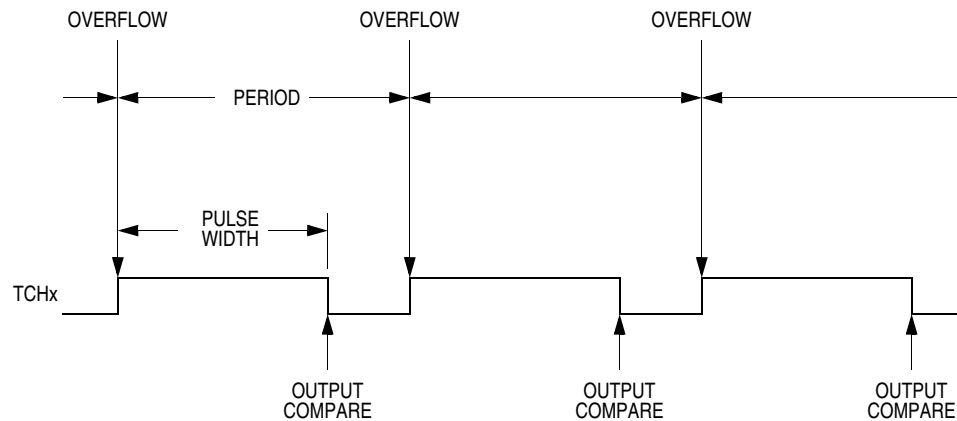 OVERFLOW
OVERFLOW
OVERFLOW
PERIOD
PULSE
WIDTH
TCHx
OUTPUT
COMPARE
OUTPUT
COMPARE
OUTPUT
COMPARE